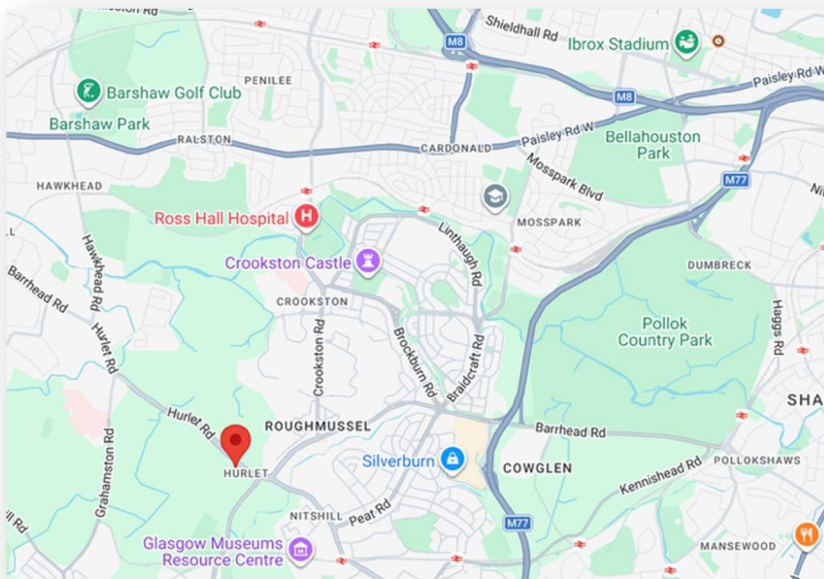 Shieldhall Rd
M8
Ibrox Stadium
PENILEE
Barshaw Golf Club
Paisley Rd W
M8
Barshaw Park
RALSTON
CARDONALD
Paisley Rd W
Bellahouston
Park
Mosspark Blvd
M77
HAWKHEAD
Ross Hall Hospital
H
MOSSPARK
Linthaugh Rd
Hawkhead Rd
Crookston Castle
DUMBRECK
Barrhead Rd
CROOKSTON
Haggs Rd
Hurlet Rd
Crookston Rd
Brockburn Rd
Braidcraft Rd
Pollok
Country Park
SHA
Hurlet Rd
ROUGHMUSSEL
Barrhead Rd
Grahamston Rd
HURLET
Silverburn
COWGLEN
POLLOKSHAWS
Kennishead Rd
NITSHILL
Peat Rd
M77
Glasgow Museums
Resource Centre
MANSEWOOD